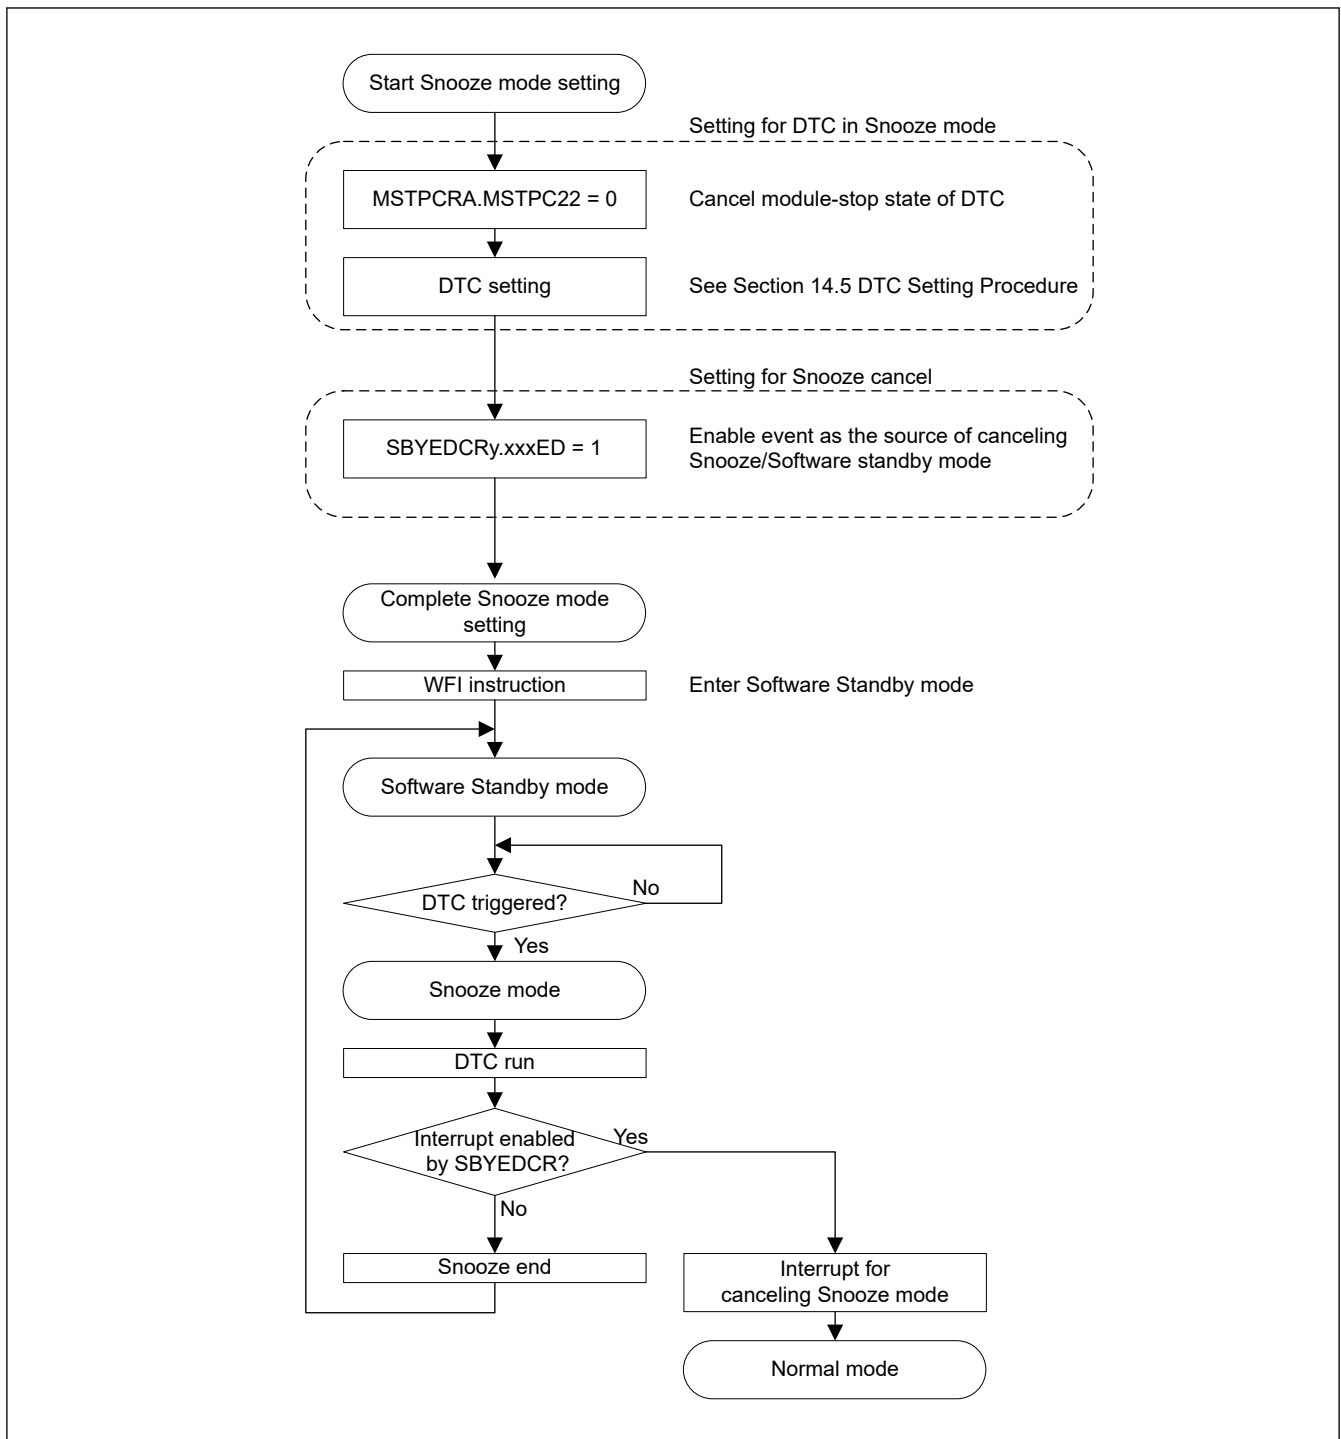 Start Snooze mode setting
Setting for DTC in Snooze mode
MSTPCRA.MSTPC22 = 0
Cancel module-stop state of DTC
DTC setting
See Section 14.5 DTC Setting Procedure
Setting for Snooze cancel
SBYEDCRy.xxxED = 1
Enable event as the source of canceling
Snooze/Software standby mode
Complete Snooze mode
setting
WFI instruction
Enter Software Standby mode
Software Standby mode
DTC triggered?
No
Yes
Snooze mode
DTC run
Interrupt enabled
by SBYEDCR?
Yes
No
Snooze end
Interrupt for
canceling Snooze mode
Normal mode